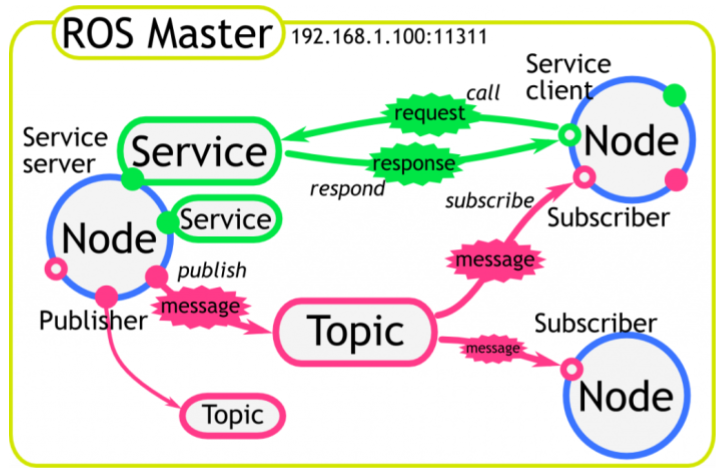 ROS Master 192.168.1.100:11311
Service
client
call
request
Service
server
Service
Node
response
respond
subscribe
Service
Subscriber
Node
publish
message
message
Publisher
Topic
Subscriber
message
Node
Topic